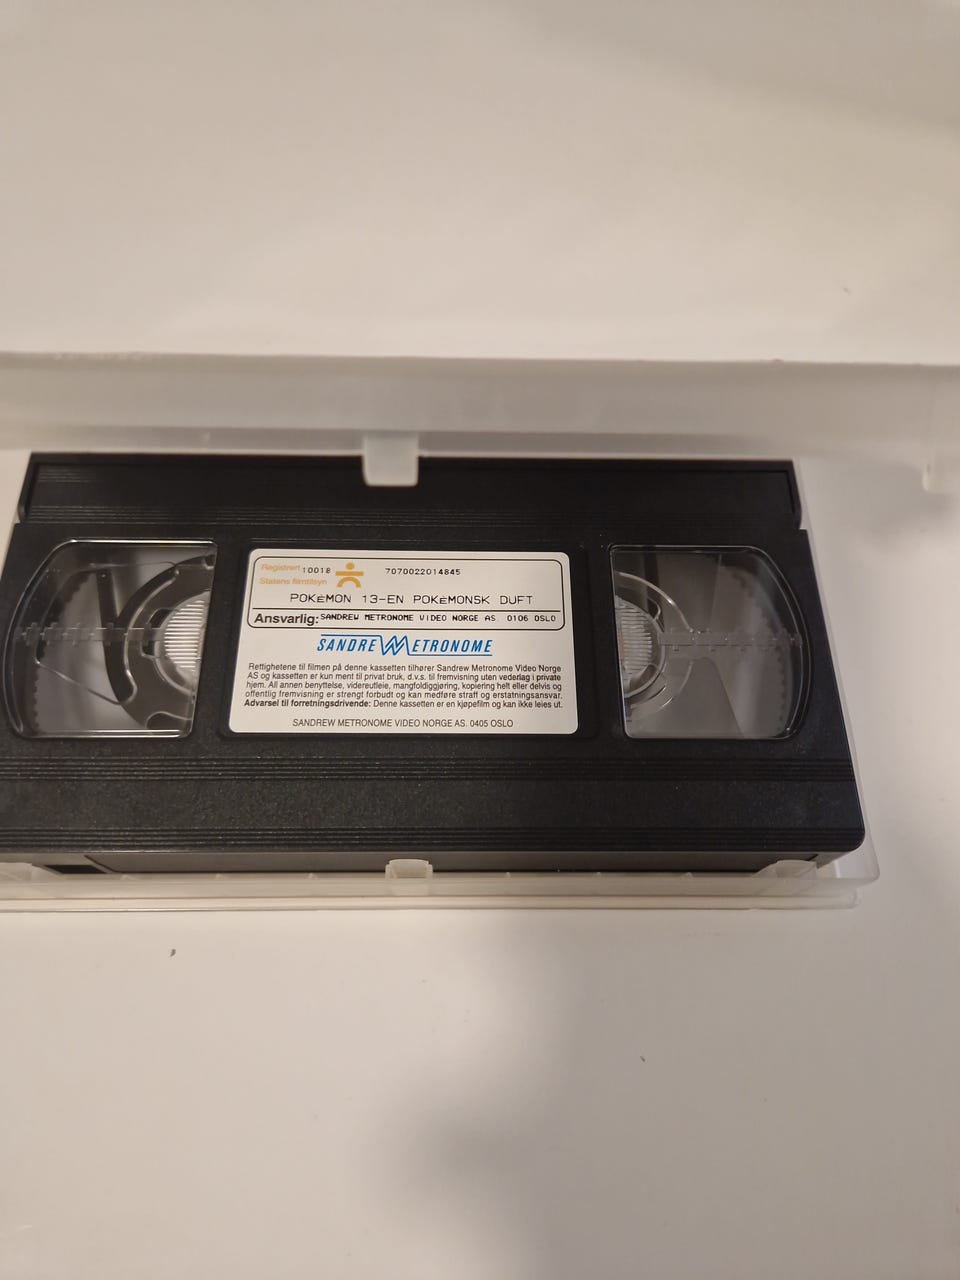 Registrert 10018 7070022014845
Statens filmtilsyn
POKèMON 13-EN POKèMONSK DUFT
Ansvarlig: SANDREW METRONOME VIDEO NORGE AS. 0106 OSLO
SANDREW METRONOME
Rettighetene til filmen på denne kassetten tilhører Sandrew Metronome Video Norge
AS og kassetten er kun ment til privat bruk, d.v.s. til fremvisning uten vederlag i private
hjem. All annen benyttelse, videreutleie, mangfoldiggjøring, kopiering helt eller delvis og
offentlig fremvisning er strengt forbudt og kan medføre straff og erstatningsansvar.
Advarsel til forretningsdrivende: Denne kassetten er en kjøpefilm og kan ikke leies ut.
SANDREW METRONOME VIDEO NORGE AS. 0405 OSLO